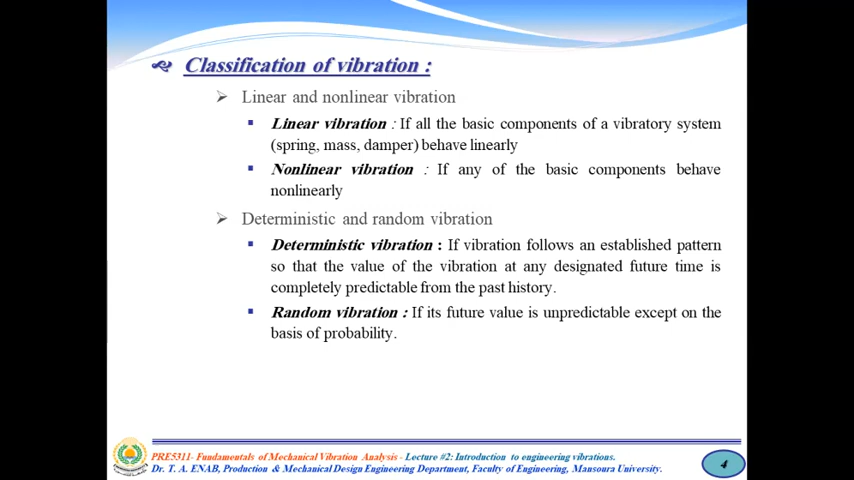 Classification of vibration :
Linear and nonlinear vibration
Linear vibration : If all the basic components of a vibratory system
(spring, mass, damper) behave linearly
Nonlinear vibration : If any of the basic components behave
nonlinearly
Deterministic and random vibration
Deterministic vibration : If vibration follows an established pattern
so that the value of the vibration at any designated future time is
completely predictable from the past history.
Random vibration : If its future value is unpredictable except on the
basis of probability.
PRE5311- Fundamentals of Mechanical Vibration Analysis - Lecture #2: Introduction to engineering vibrations.
Dr. T. A. ENAB, Production & Mechanical Design Engineering Department, Faculty of Engineering, Mansoura University.
4